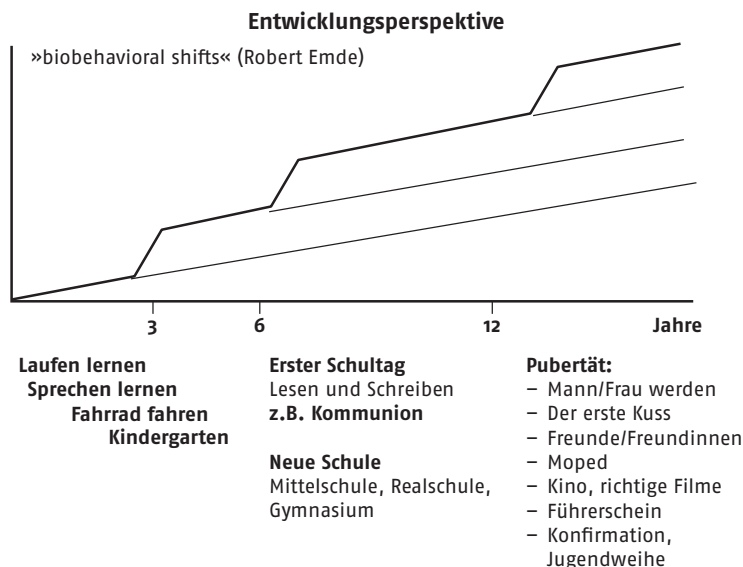 Entwicklungsperspektive
»biobehavioral shifts« (Robert Emde)
3
6
12
Jahre
Laufen lernen
Sprechen lernen
Fahrrad fahren
Kindergarten
Erster Schultag
Lesen und Schreiben
z.B. Kommunion
Neue Schule
Mittelschule, Realschule,
Gymnasium
Pubertät:
– Mann/Frau werden
– Der erste Kuss
– Freunde/Freundinnen
– Moped
– Kino, richtige Filme
– Führerschein
– Konfirmation,
Jugendweihe